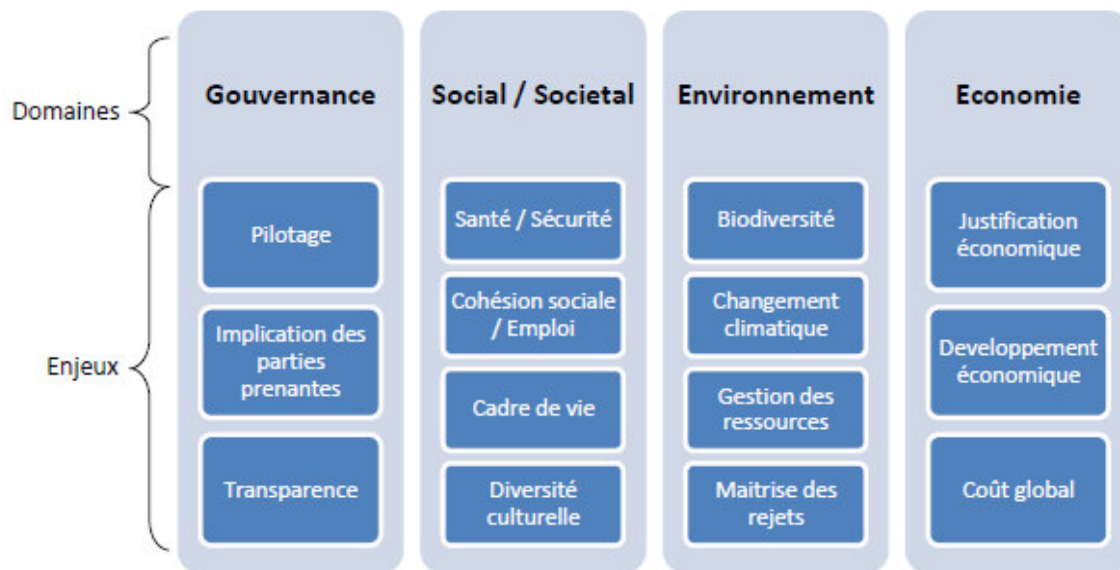 Domaines
Gouvernance
Social / Societal
Environnement
Economie
Enjeux
Pilotage
Implication des
parties
prenantes
Transparence
Santé / Sécurité
Cohésion sociale
/ Emploi
Cadre de vie
Diversité
culturelle
Biodiversité
Changement
climatique
Gestion des
ressources
Maitrise des
rejets
Justification
économique
Developpement
économique
Coût global